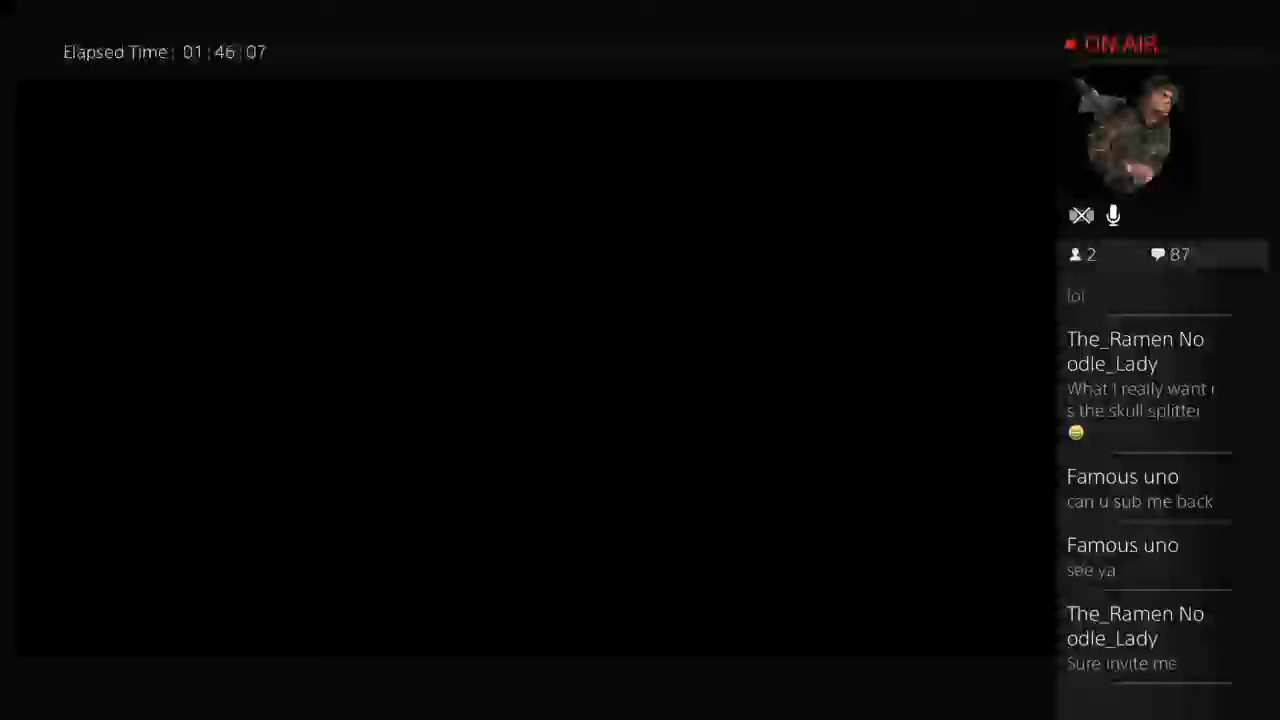 Elapsed Time: 01:46:07
ON AIR
2 87
lol
The_Ramen No
odle_Lady
What I really want i
s the skull splitter
😑
Famous uno
can u sub me back
Famous uno
see ya
The_Ramen No
odle_Lady
Sure invite me